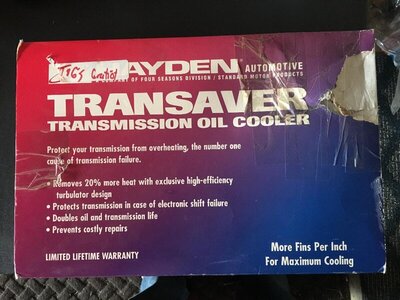 TJG's Cooler
AYDEN AUTOMOTIVE
OF FOUR SEASONS DIVISION / STANDARD MOTOR PRODUCTS
TRANSAVER
TRANSMISSION OIL COOLER
Protect your transmission from overheating, the number one
cause of transmission failure.
• Removes 20% more heat with exclusive high-efficiency
turbulator design
• Protects transmission in case of electronic shift failure
• Doubles oil and transmission life
• Prevents costly repairs
LIMITED LIFETIME WARRANTY
More Fins Per Inch
For Maximum Cooling